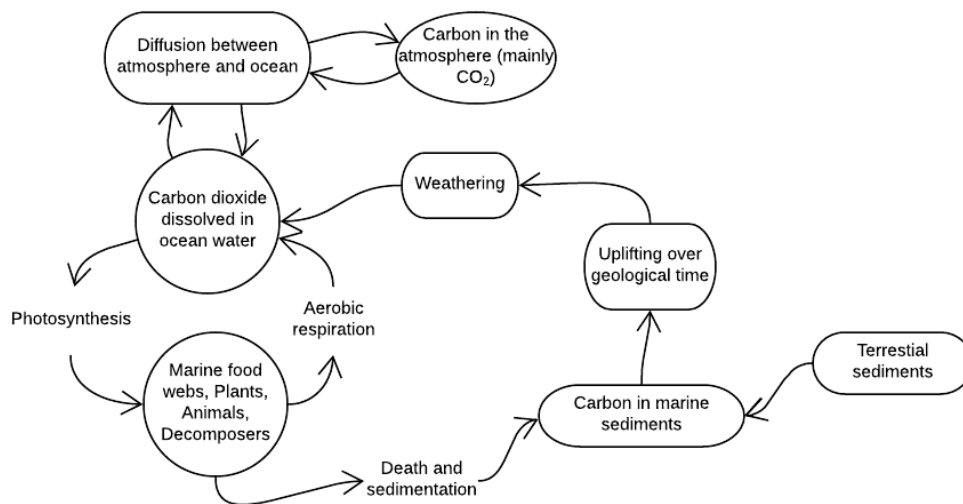 Diffusion between
atmosphere and ocean
Carbon in the
atmosphere (mainly
CO₂)
Carbon dioxide
dissolved in
ocean water
Weathering
Uplifting over
geological time
Photosynthesis
Aerobic
respiration
Marine food
webs, Plants,
Animals,
Decomposers
Terrestial
sediments
Carbon in marine
sediments
Death and
sedimentation